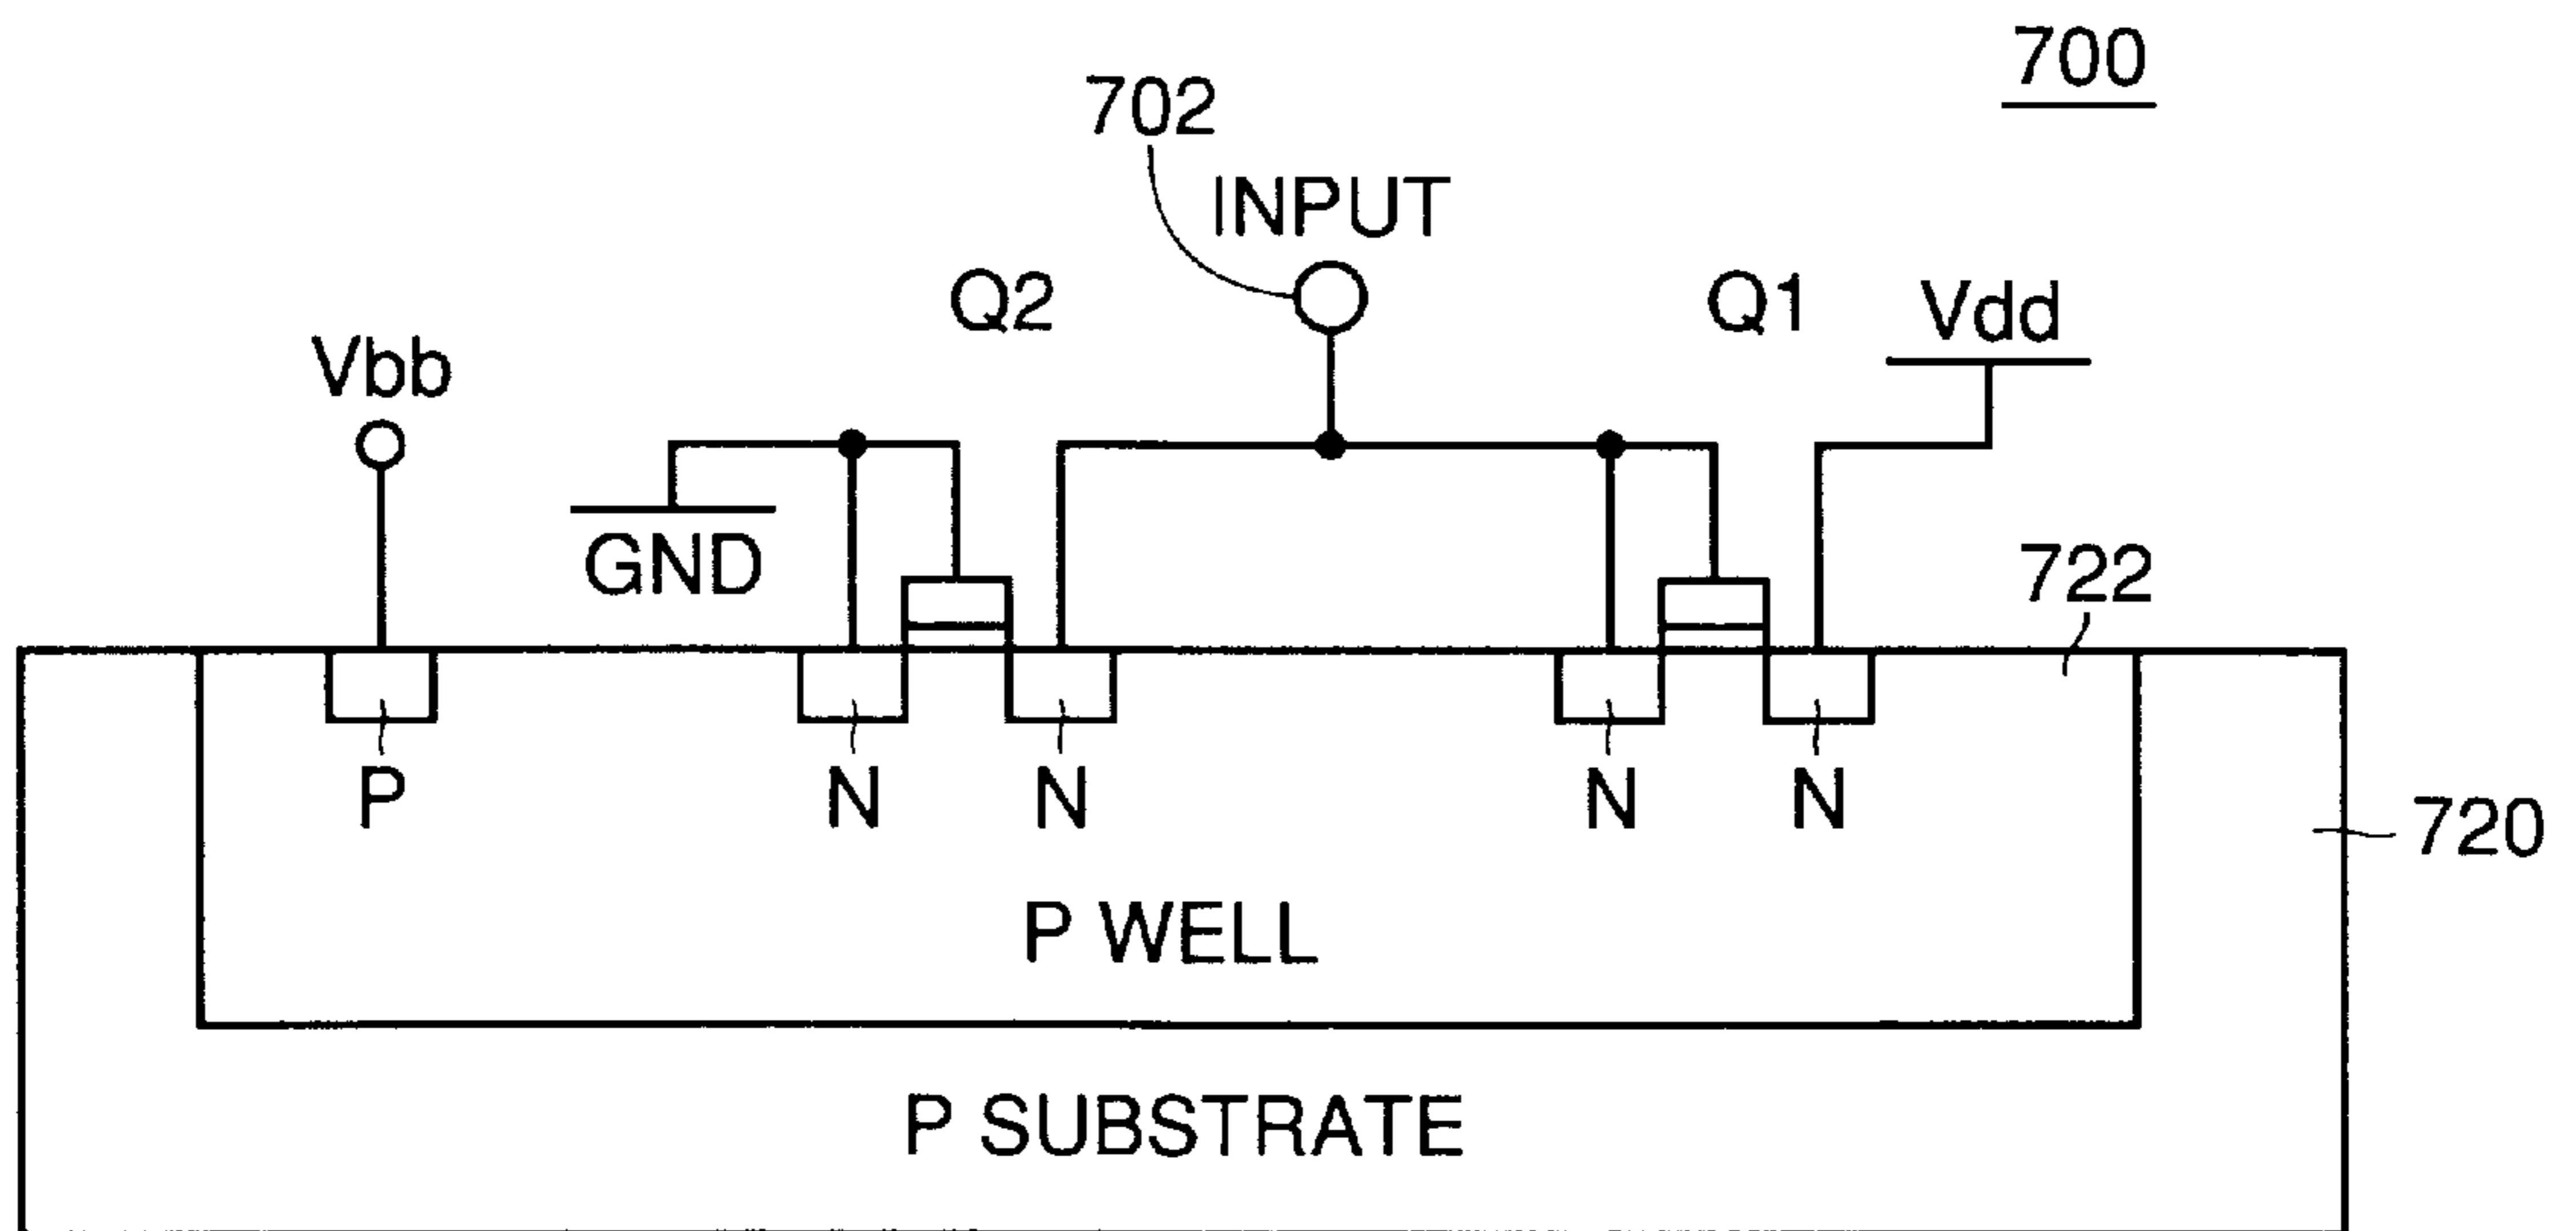 700
702
INPUT
Q2
Q1
Vdd
Vbb
GND
722
P
N
N
N
N
720
P WELL
P SUBSTRATE